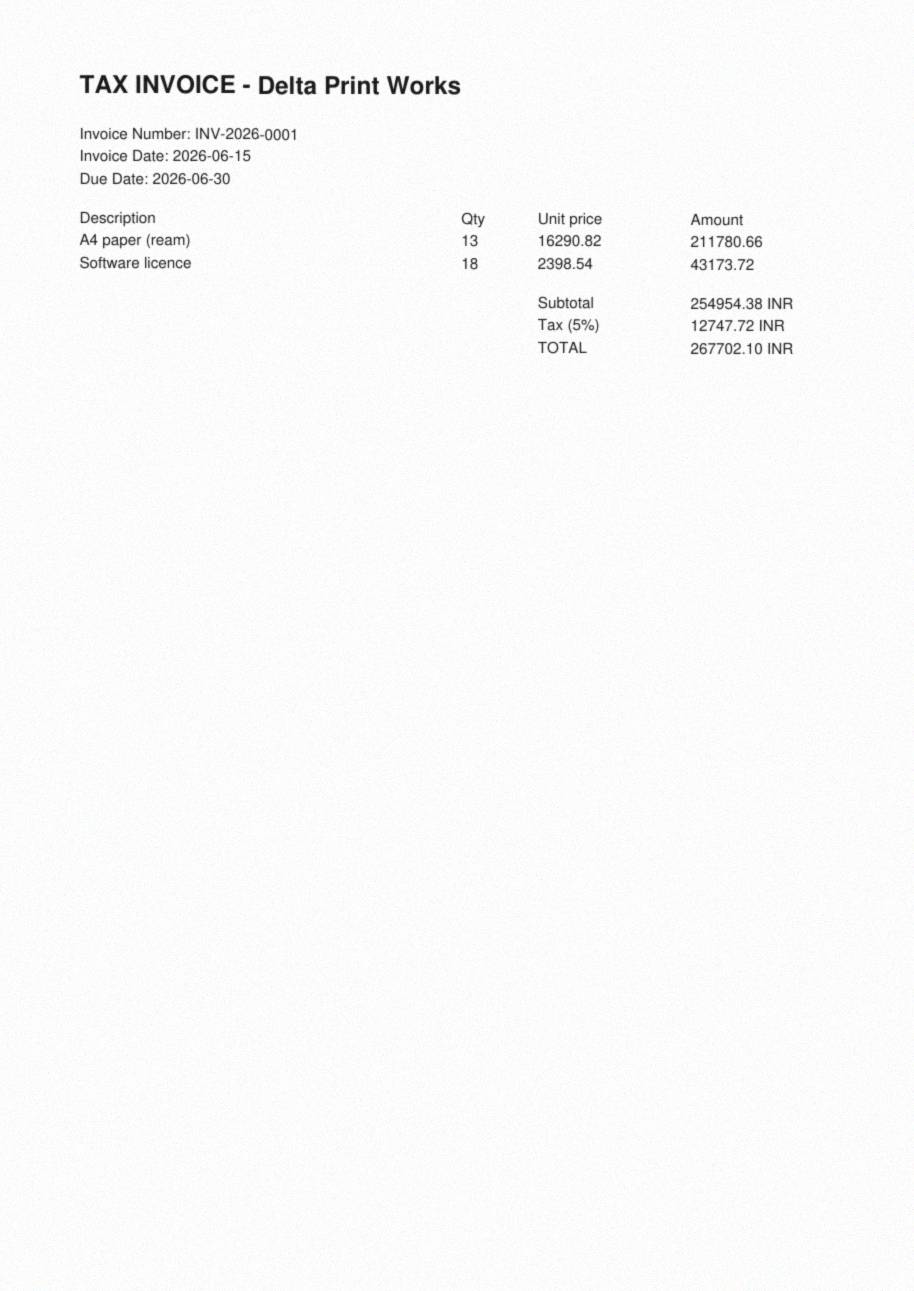 TAX INVOICE - Delta Print Works
Invoice Number: INV-2026-0001
Invoice Date: 2026-06-15
Due Date: 2026-06-30
Description Qty Unit price Amount
A4 paper (ream) 13 16290.82 211780.66
Software licence 18 2398.54 43173.72
Subtotal 254954.38 INR
Tax (5%) 12747.72 INR
TOTAL 267702.10 INR